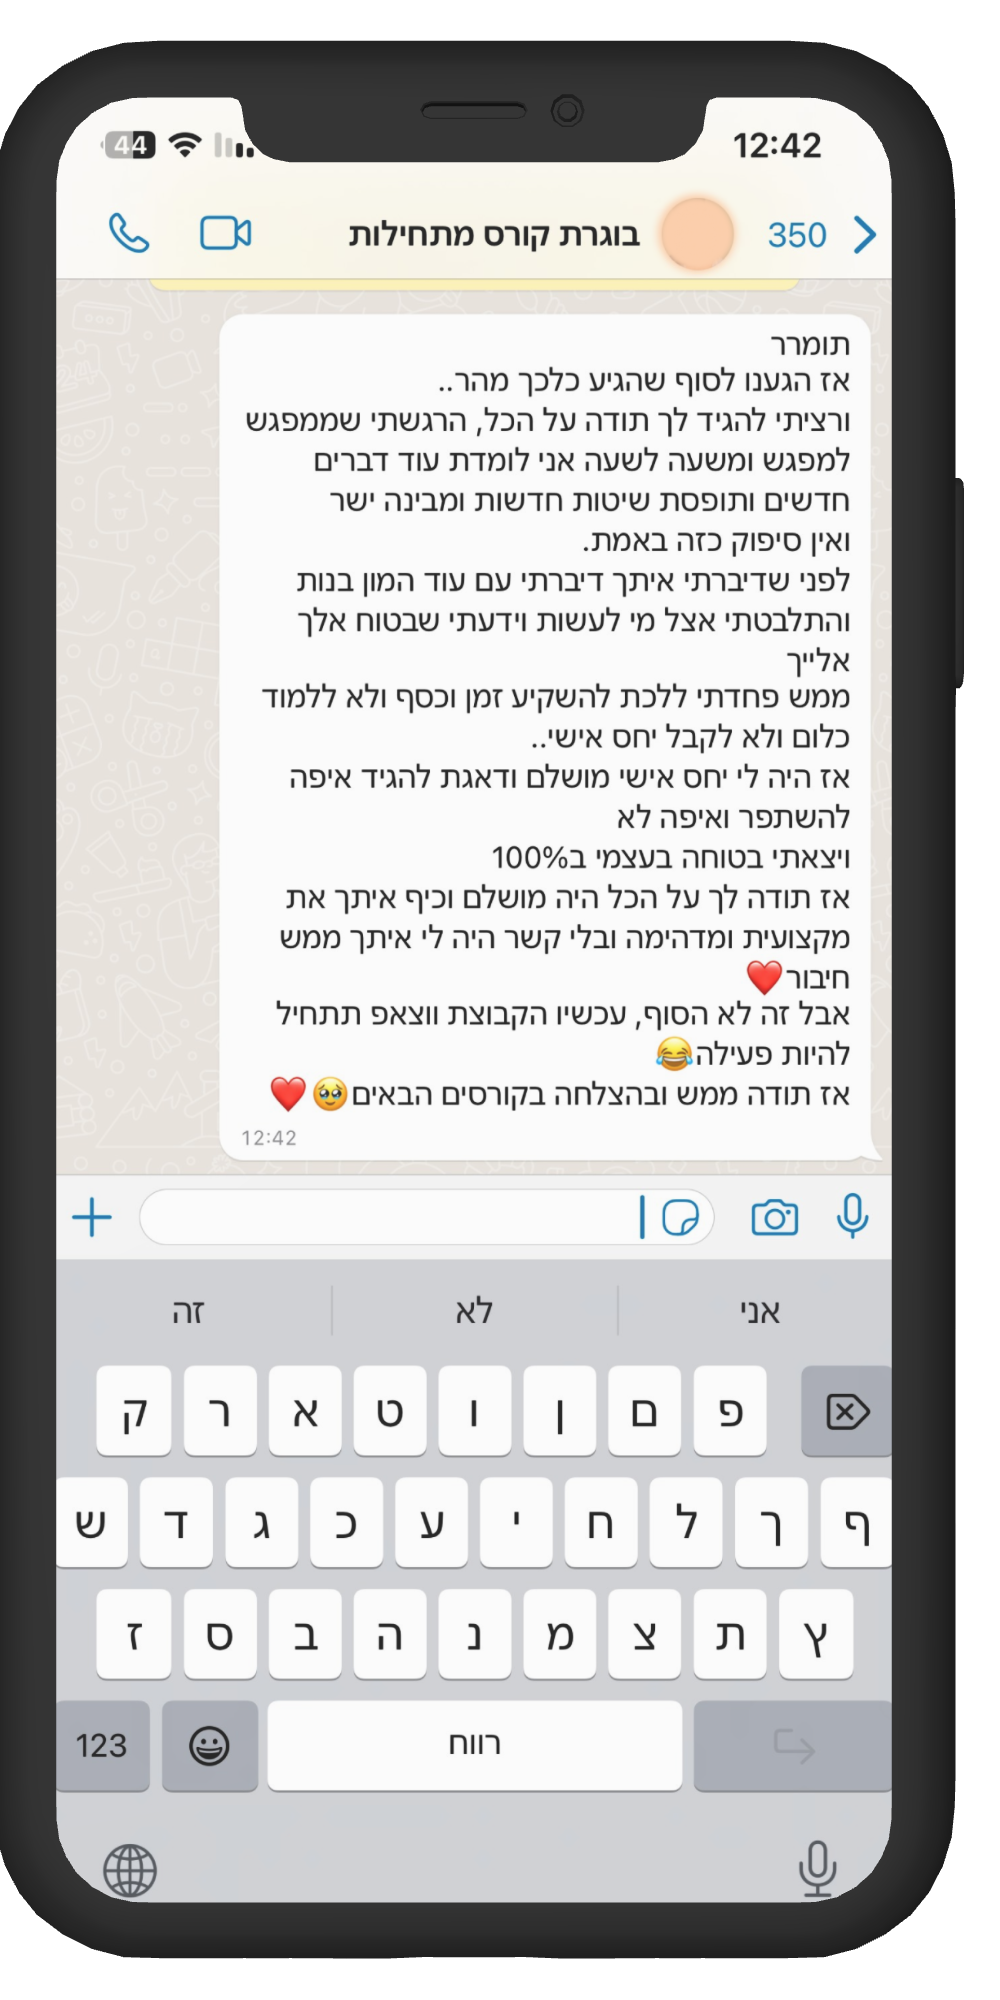 44
12:42
350
בוגרת קורס מתחילות
תומרר
אז הגענו לסוף שהגיע כלכך מהר..
ורציתי להגיד לך תודה על הכל, הרגשתי שממפגש
למפגש ומשעה לשעה אני לומדת עוד דברים
חדשים ותופסת שיטות חדשות ומבינה ישר
ואין סיפוק כזה באמת.
לפני שדיברתי איתך דיברתי עם עוד המון בנות
והתלבטתי אצל מי לעשות וידעתי שבטוח אלך
אלייך
ממש פחדתי ללכת להשקיע זמן וכסף ולא ללמוד
כלום ולא לקבל יחס אישי..
אז היה לי יחס אישי מושלם ודאגת להגיד איפה
להשתפר ואיפה לא
ויצאתי בטוחה בעצמי ב100%
אז תודה לך על הכל היה מושלם וכיף איתך את
מקצועית ומדהימה ובלי קשר היה לי איתך ממש
חיבור❤️
אבל זה לא הסוף, עכשיו הקבוצת ווצאפ תתחיל
להיות פעילה😂
אז תודה ממש ובהצלחה בקורסים הבאים🥹❤️
12:42
אני לא זה
ק ר א ט ו ן ם פ
ש ד ג כ ע י ח ל ך ף
ז ס ב ה נ מ צ ת ץ
123 רווח